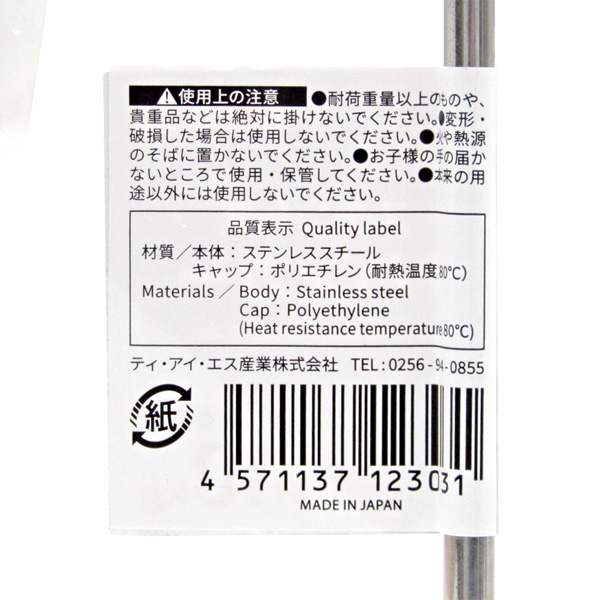 使用上の注意 ●耐荷重量以上のものや、
貴重品などは絶対に掛けないでください。●変形・
破損した場合は使用しないでください。●火や熱源
のそばに置かないでください。●お子様の手の届か
ないところで使用・保管してください。●本来の用
途以外には使用しないでください。
品質表示 Quality label
材質／本体：ステンレススチール
キャップ：ポリエチレン（耐熱温度80℃）
Materials ／ Body：Stainless steel
Cap：Polyethylene
(Heat resistance temperature80℃)
ティ・アイ・エス産業株式会社 TEL：0256-94-0855
紙
4 571137 123031
MADE IN JAPAN